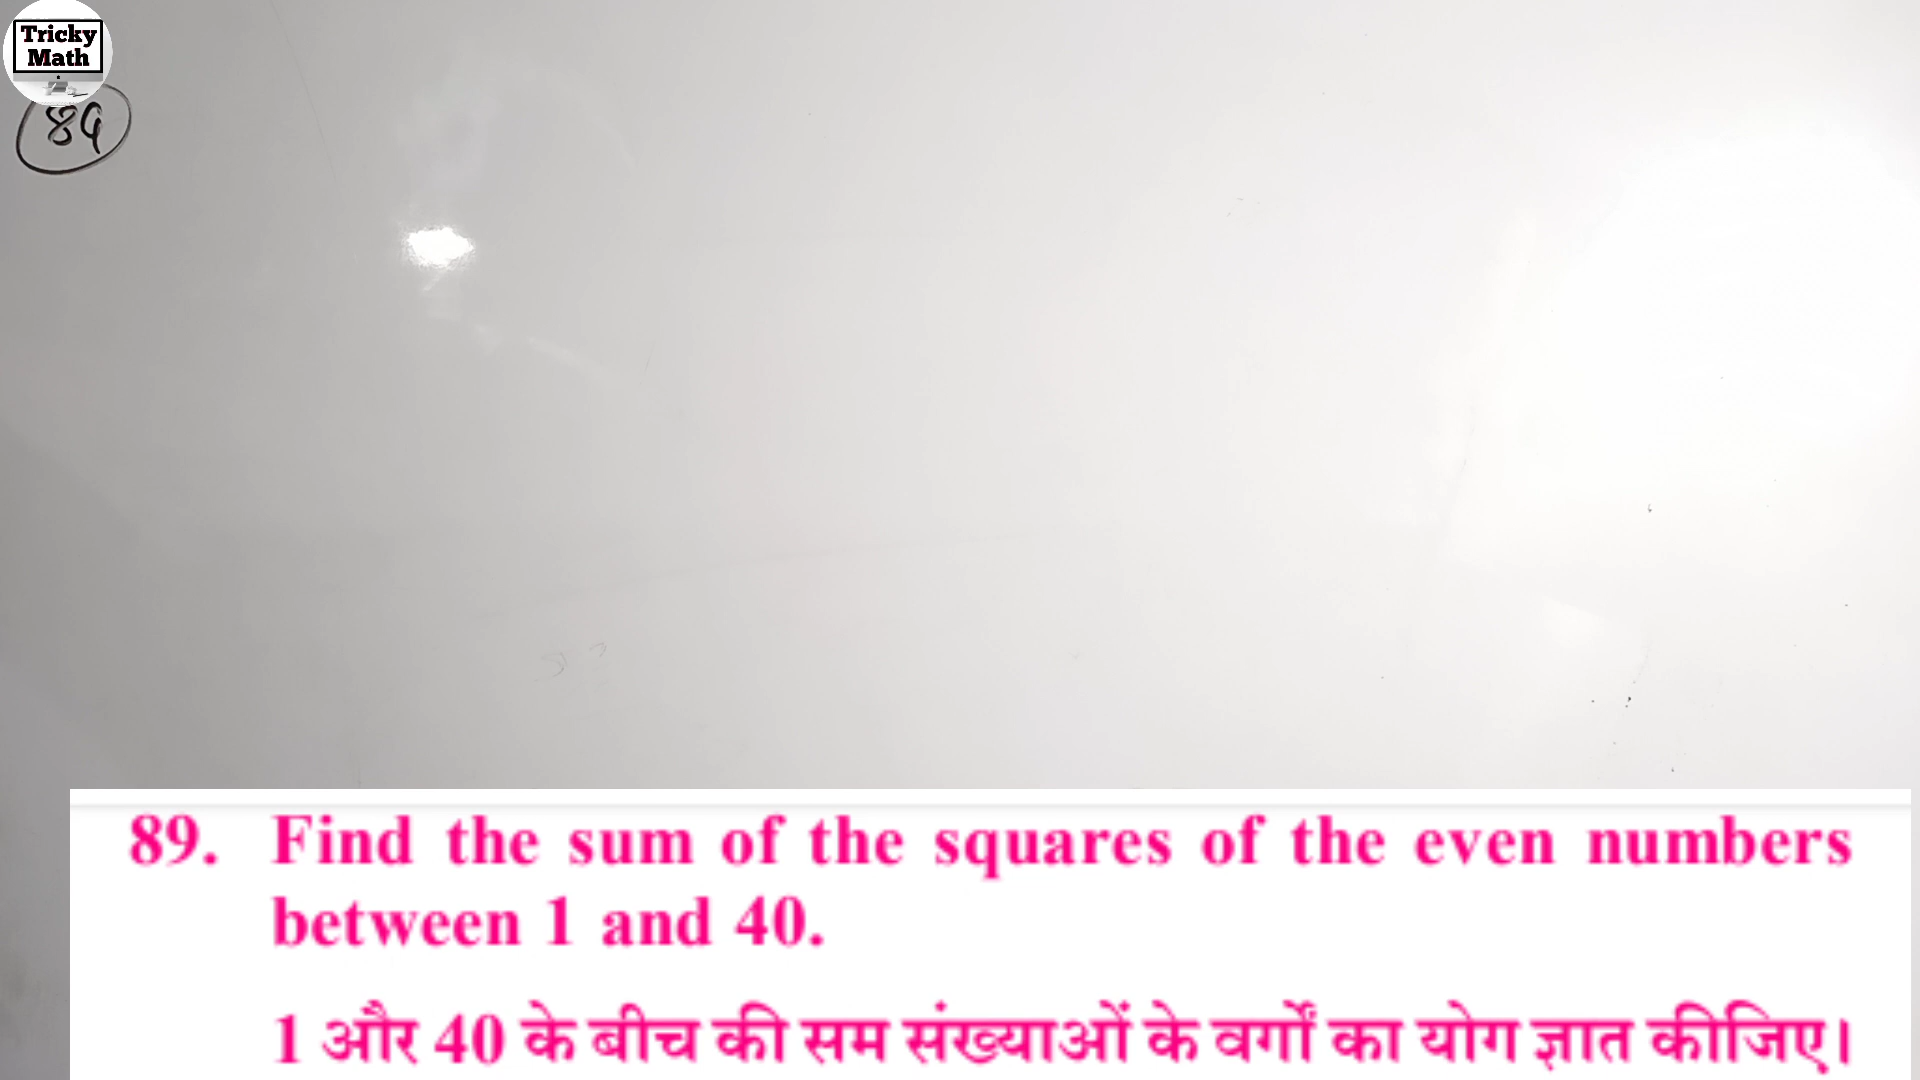 Tricky
Math
89
89. Find the sum of the squares of the even numbers
between 1 and 40.
1 और 40 के बीच की सम संख्याओं के वर्गों का योग ज्ञात कीजिए।